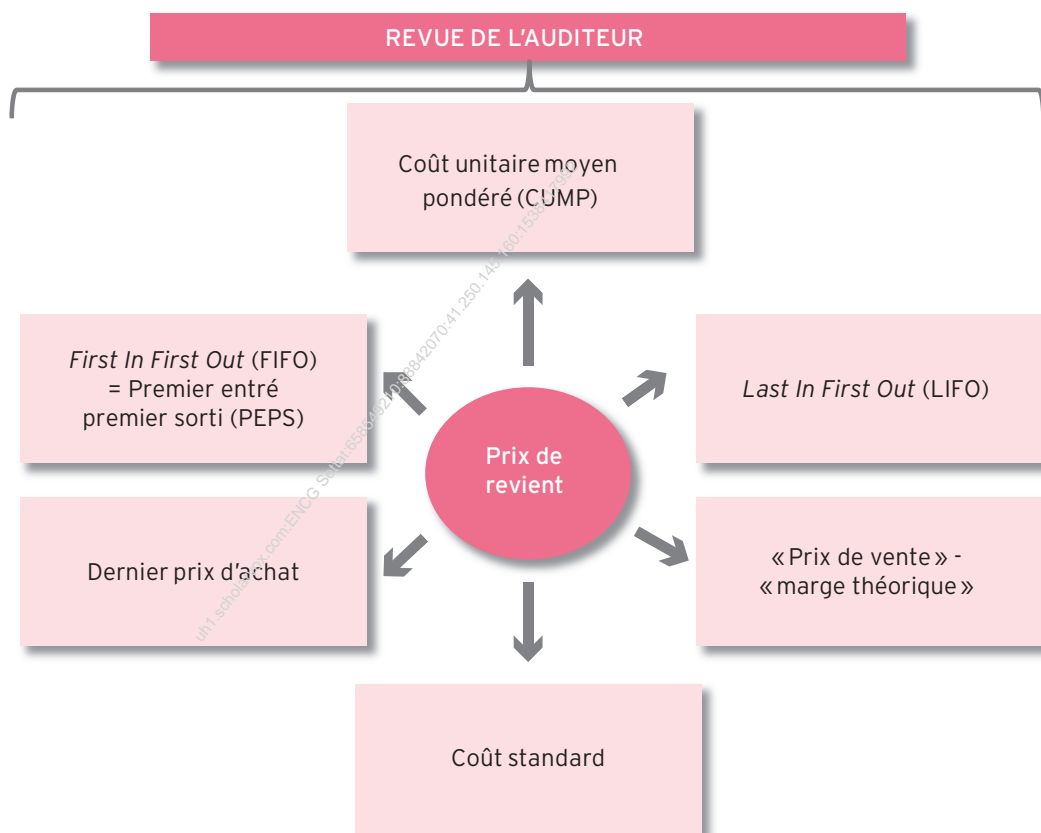 REVUE DE L'AUDITEUR
Coût unitaire moyen
pondéré (CUMP)
First In First Out (FIFO)
= Premier entré
premier sorti (PEPS)
Last In First Out (LIFO)
Prix de
revient
Dernier prix d'achat
« Prix de vente » -
« marge théorique »
Coût standard